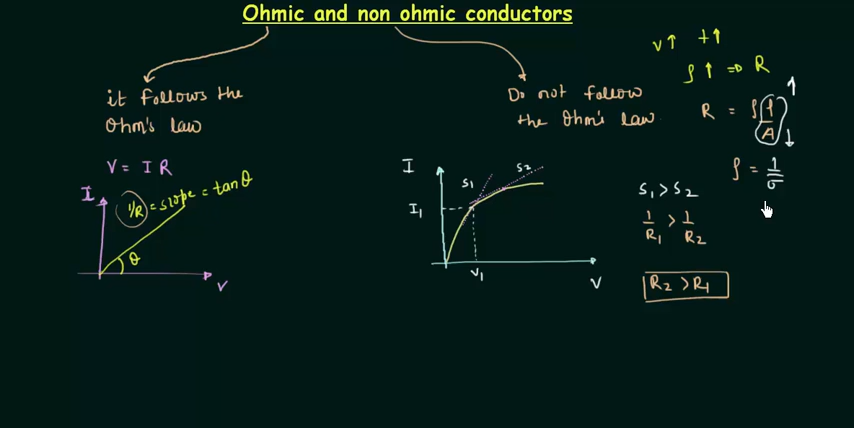 Ohmic and non ohmic conductors
it follows the
Ohm's law
V = I R
I
1/R = slope = tan θ
θ
V
Do not follow
the Ohm's law
I
S1
S2
I1
V1
V
V↑ t↑
ρ ↑ ⇒ R
R = ρ l/A
ρ = 1/σ
S1 > S2
1/R1 > 1/R2
R2 > R1